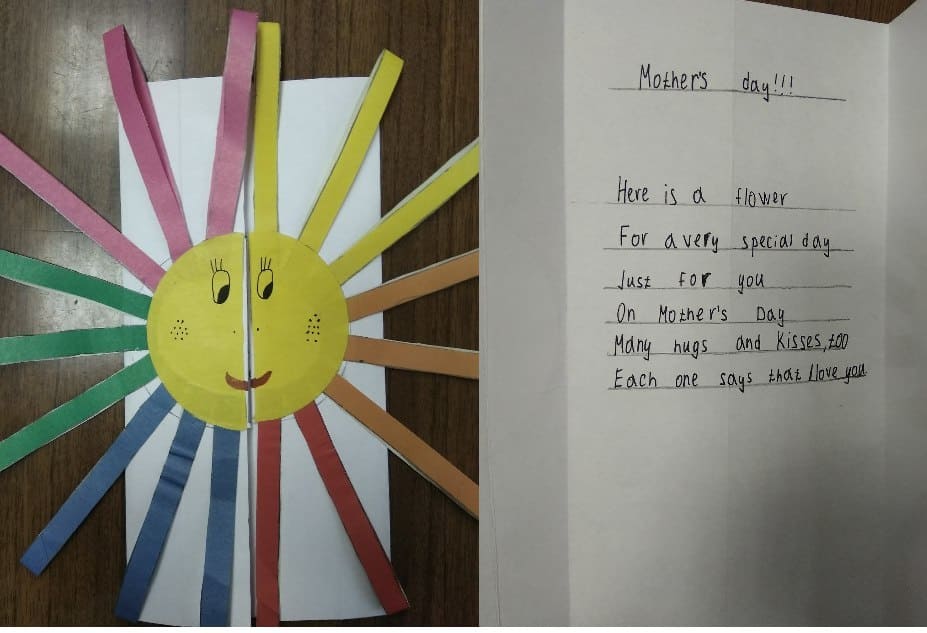 Mother's day!!!
Here is a flower
For a very special day
Just for you
On Mother's Day
Many hugs and Kisses, too
Each one says that I love you.